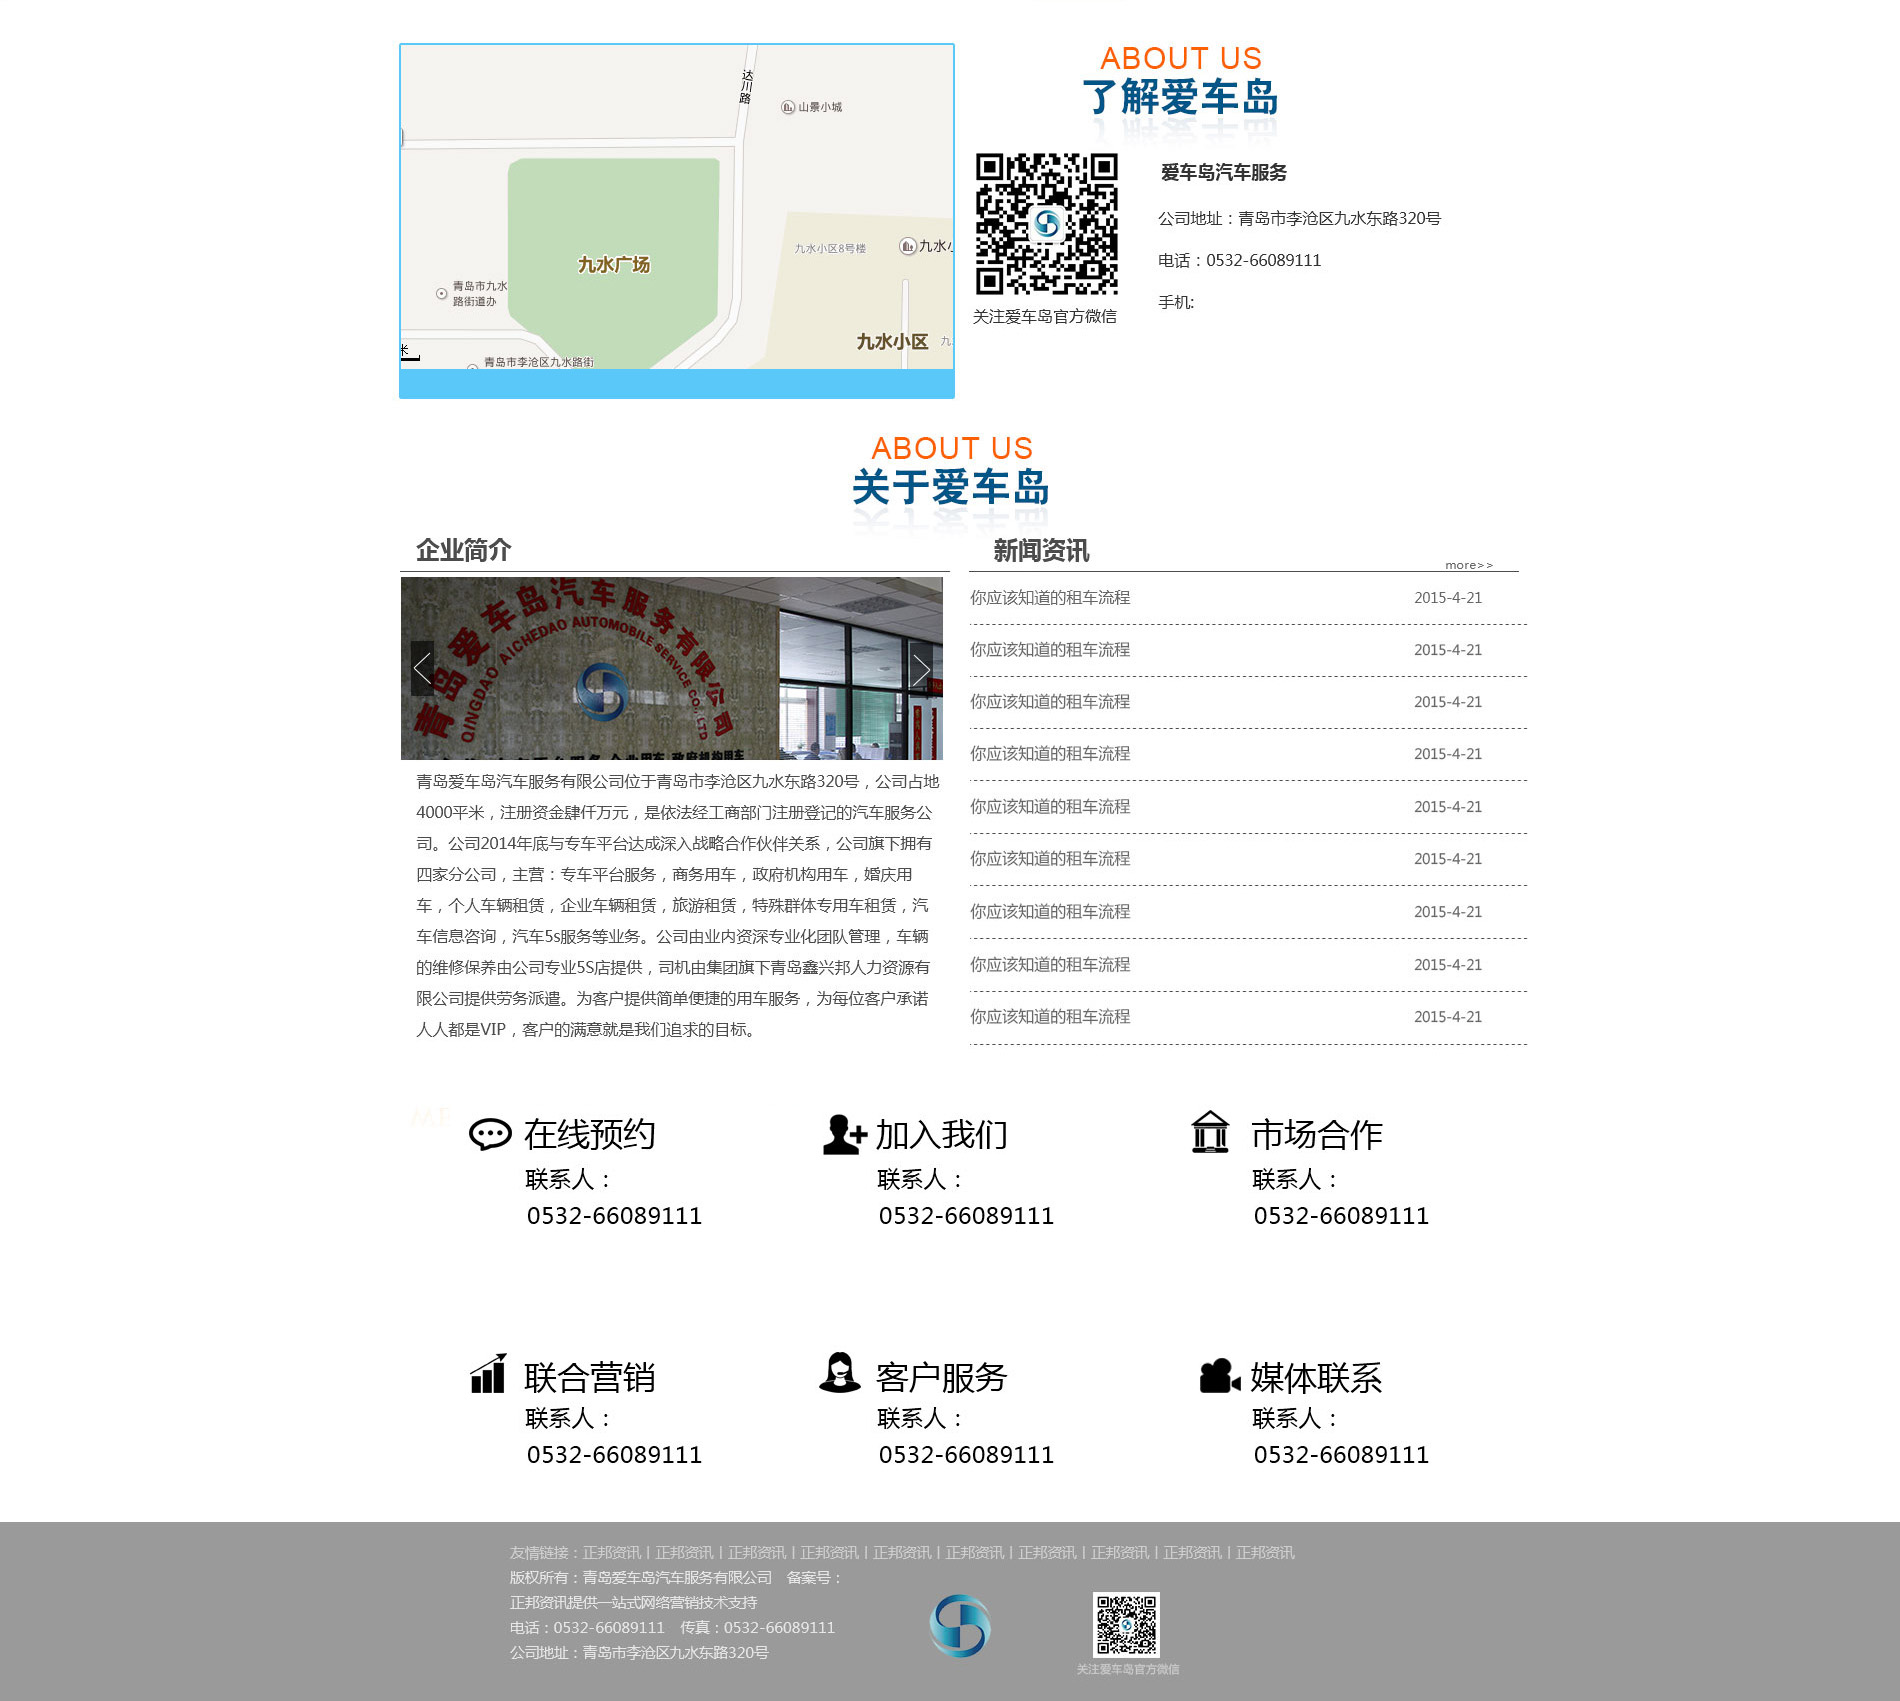 达川路
山景小城
九水广场
九水小区8号楼
青岛市九水
路街道办
九水小区
青岛市李沧区九水路街
ABOUT US
了解爱车岛
爱车岛汽车服务
公司地址：青岛市李沧区九水东路320号
电话：0532-66089111
手机:
关注爱车岛官方微信
ABOUT US
关于爱车岛
企业简介
青岛爱车岛汽车服务有限公司
QINGDAO AICHEDAO AUTOMOBILE SERVICE CO.,LTD
青岛爱车岛汽车服务有限公司位于青岛市李沧区九水东路320号，公司占地
4000平米，注册资金肆仟万元，是依法经工商部门注册登记的汽车服务公
司。公司2014年底与专车平台达成深入战略合作伙伴关系，公司旗下拥有
四家分公司，主营：专车平台服务，商务用车，政府机构用车，婚庆用
车，个人车辆租赁，企业车辆租赁，旅游租赁，特殊群体专用车租赁，汽
车信息咨询，汽车5s服务等业务。公司由业内资深专业化团队管理，车辆
的维修保养由公司专业5S店提供，司机由集团旗下青岛鑫兴邦人力资源有
限公司提供劳务派遣。为客户提供简单便捷的用车服务，为每位客户承诺
人人都是VIP，客户的满意就是我们追求的目标。
新闻资讯
more>>
你应该知道的租车流程 2015-4-21
你应该知道的租车流程 2015-4-21
你应该知道的租车流程 2015-4-21
你应该知道的租车流程 2015-4-21
你应该知道的租车流程 2015-4-21
你应该知道的租车流程 2015-4-21
你应该知道的租车流程 2015-4-21
你应该知道的租车流程 2015-4-21
你应该知道的租车流程 2015-4-21
在线预约
联系人：
0532-66089111
加入我们
联系人：
0532-66089111
市场合作
联系人：
0532-66089111
联合营销
联系人：
0532-66089111
客户服务
联系人：
0532-66089111
媒体联系
联系人：
0532-66089111
友情链接：正邦资讯丨正邦资讯丨正邦资讯丨正邦资讯丨正邦资讯丨正邦资讯丨正邦资讯丨正邦资讯丨正邦资讯丨正邦资讯
版权所有：青岛爱车岛汽车服务有限公司 备案号：
正邦资讯提供一站式网络营销技术支持
电话：0532-66089111 传真：0532-66089111
公司地址：青岛市李沧区九水东路320号
关注爱车岛官方微信